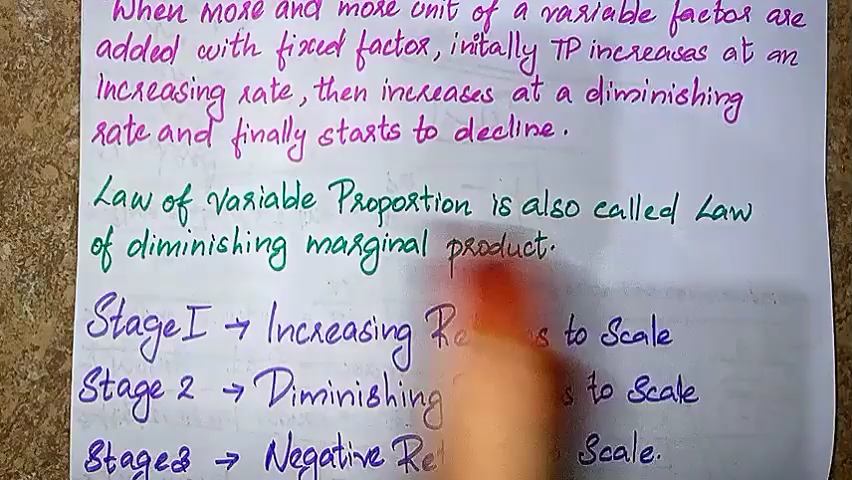 When more and more unit of a variable factor are
added with fixed factor, initally TP increases at an
increasing rate, then increases at a diminishing
rate and finally starts to decline.
Law of variable Proportion is also called Law
of diminishing marginal product.
Stage I → Increasing to Scale
Stage 2 → Diminishing to Scale
Stage 3 → Negative Scale.